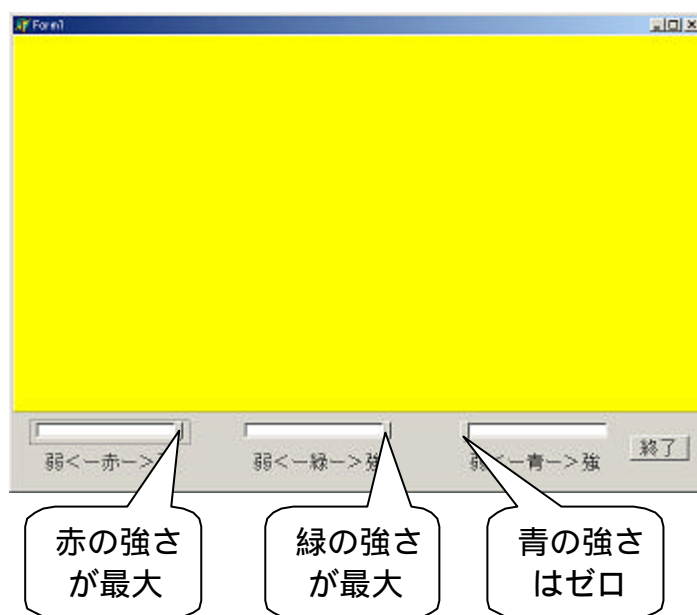 Form1
弱<ー赤ー>
弱<ー緑ー>強
弱<ー青ー>強
終了
赤の強さ
が最大
緑の強さ
が最大
青の強さ
はゼロ